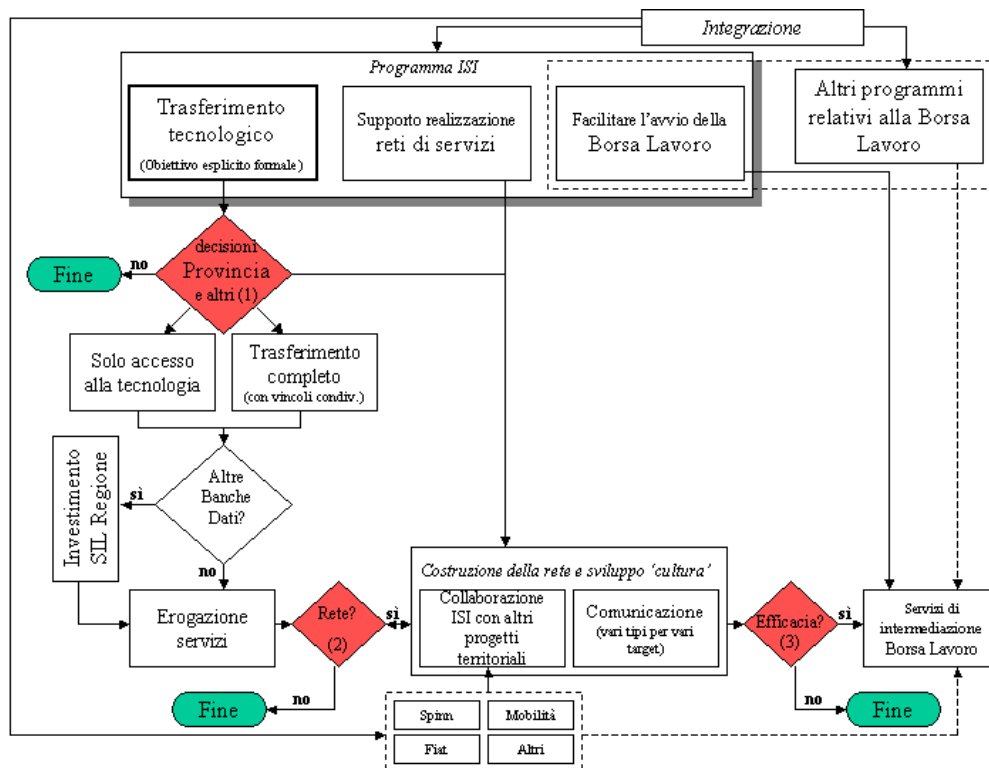 Integrazione
Programma ISI
Trasferimento
tecnologico
(Obiettivo esplicito formale)
Supporto realizzazione
reti di servizi
Facilitare l'avvio della
Borsa Lavoro
Altri programmi
relativi alla Borsa
Lavoro
decisioni
Provincia
e altri (1)
no
Fine
Solo accesso
alla tecnologia
Trasferimento
completo
(con vincoli condiv.)
Altre
Banche
Dati?
sì
Investimento
SIL Regione
no
Erogazione
servizi
Rete?
(2)
sì
no
Fine
Costruzione della rete e sviluppo 'cultura'
Collaborazione
ISI con altri
progetti
territoriali
Comunicazione
(vari tipi per vari
target)
Efficacia?
(3)
sì
no
Fine
Servizi di
intermediazione
Borsa Lavoro
Spinn
Mobilità
Fiat
Altri